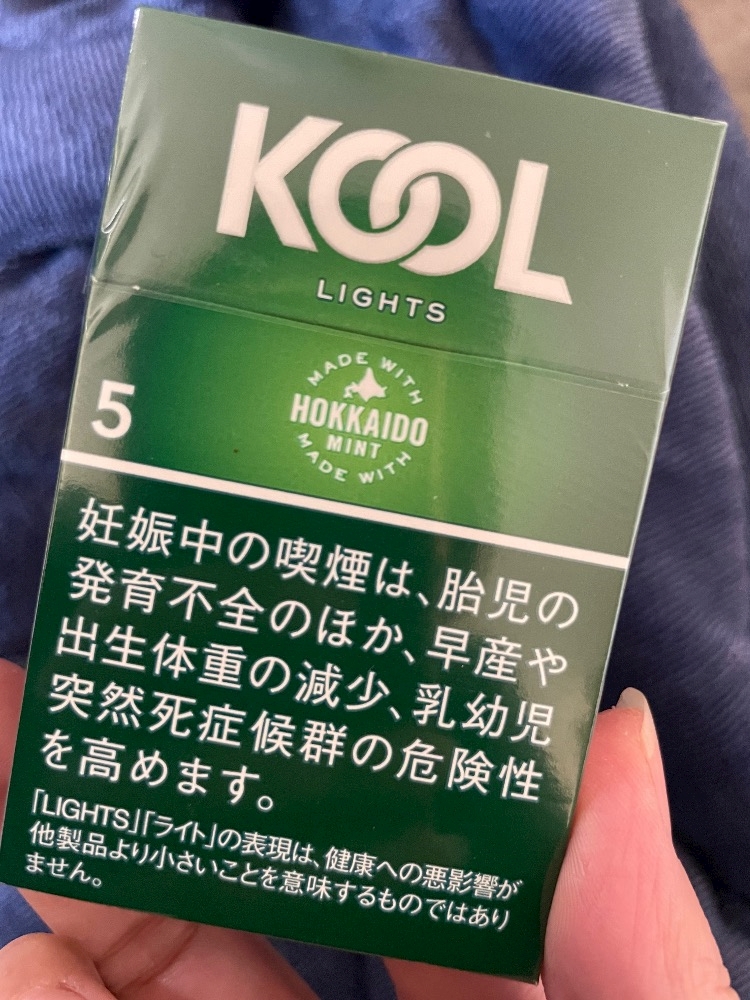 KOOL
LIGHTS
MADE WITH
HOKKAIDO
MINT
MADE WITH
5
妊娠中の喫煙は、胎児の
発育不全のほか、早産や
出生体重の減少、乳幼児
突然死症候群の危険性
を高めます。
「LIGHTS」「ライト」の表現は、健康への悪影響が
他製品より小さいことを意味するものではあり
ません。